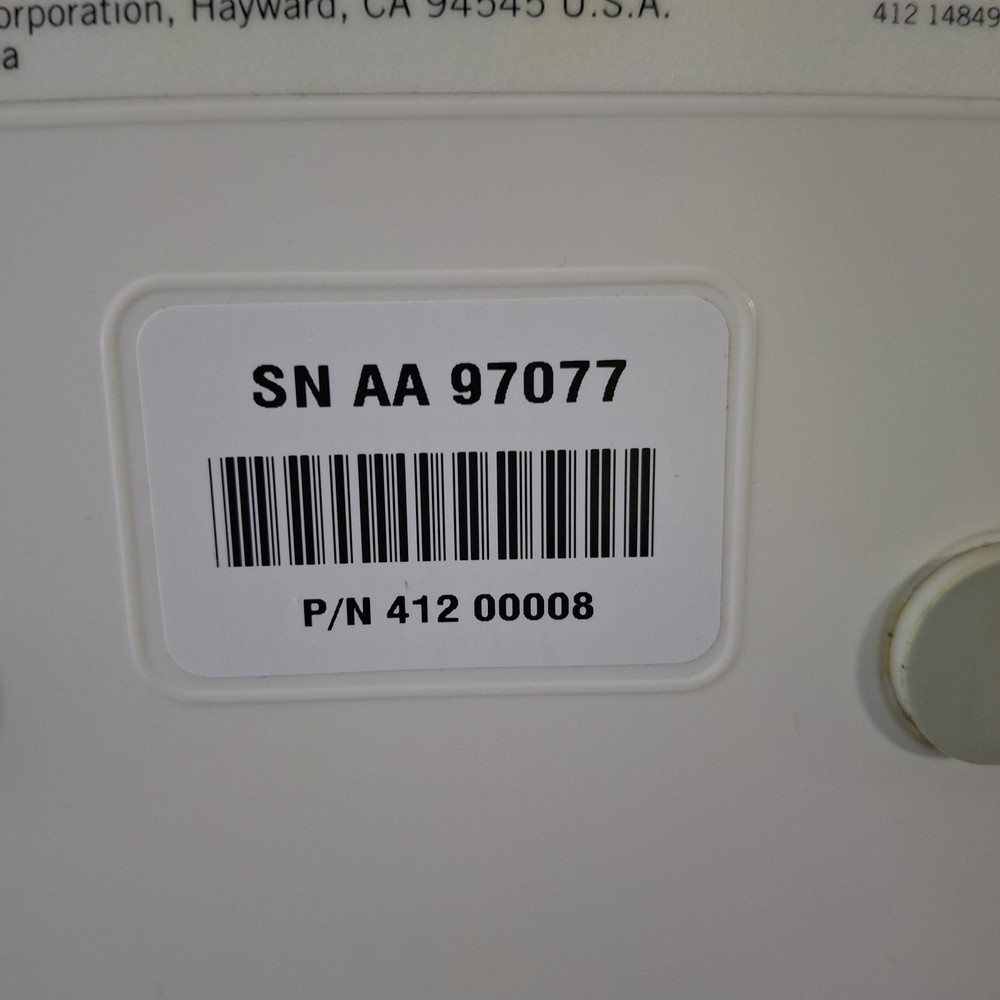 orporation, Hayward, CA 94545 U.S.A.
412 14849
a
SN AA 97077
P/N 412 00008